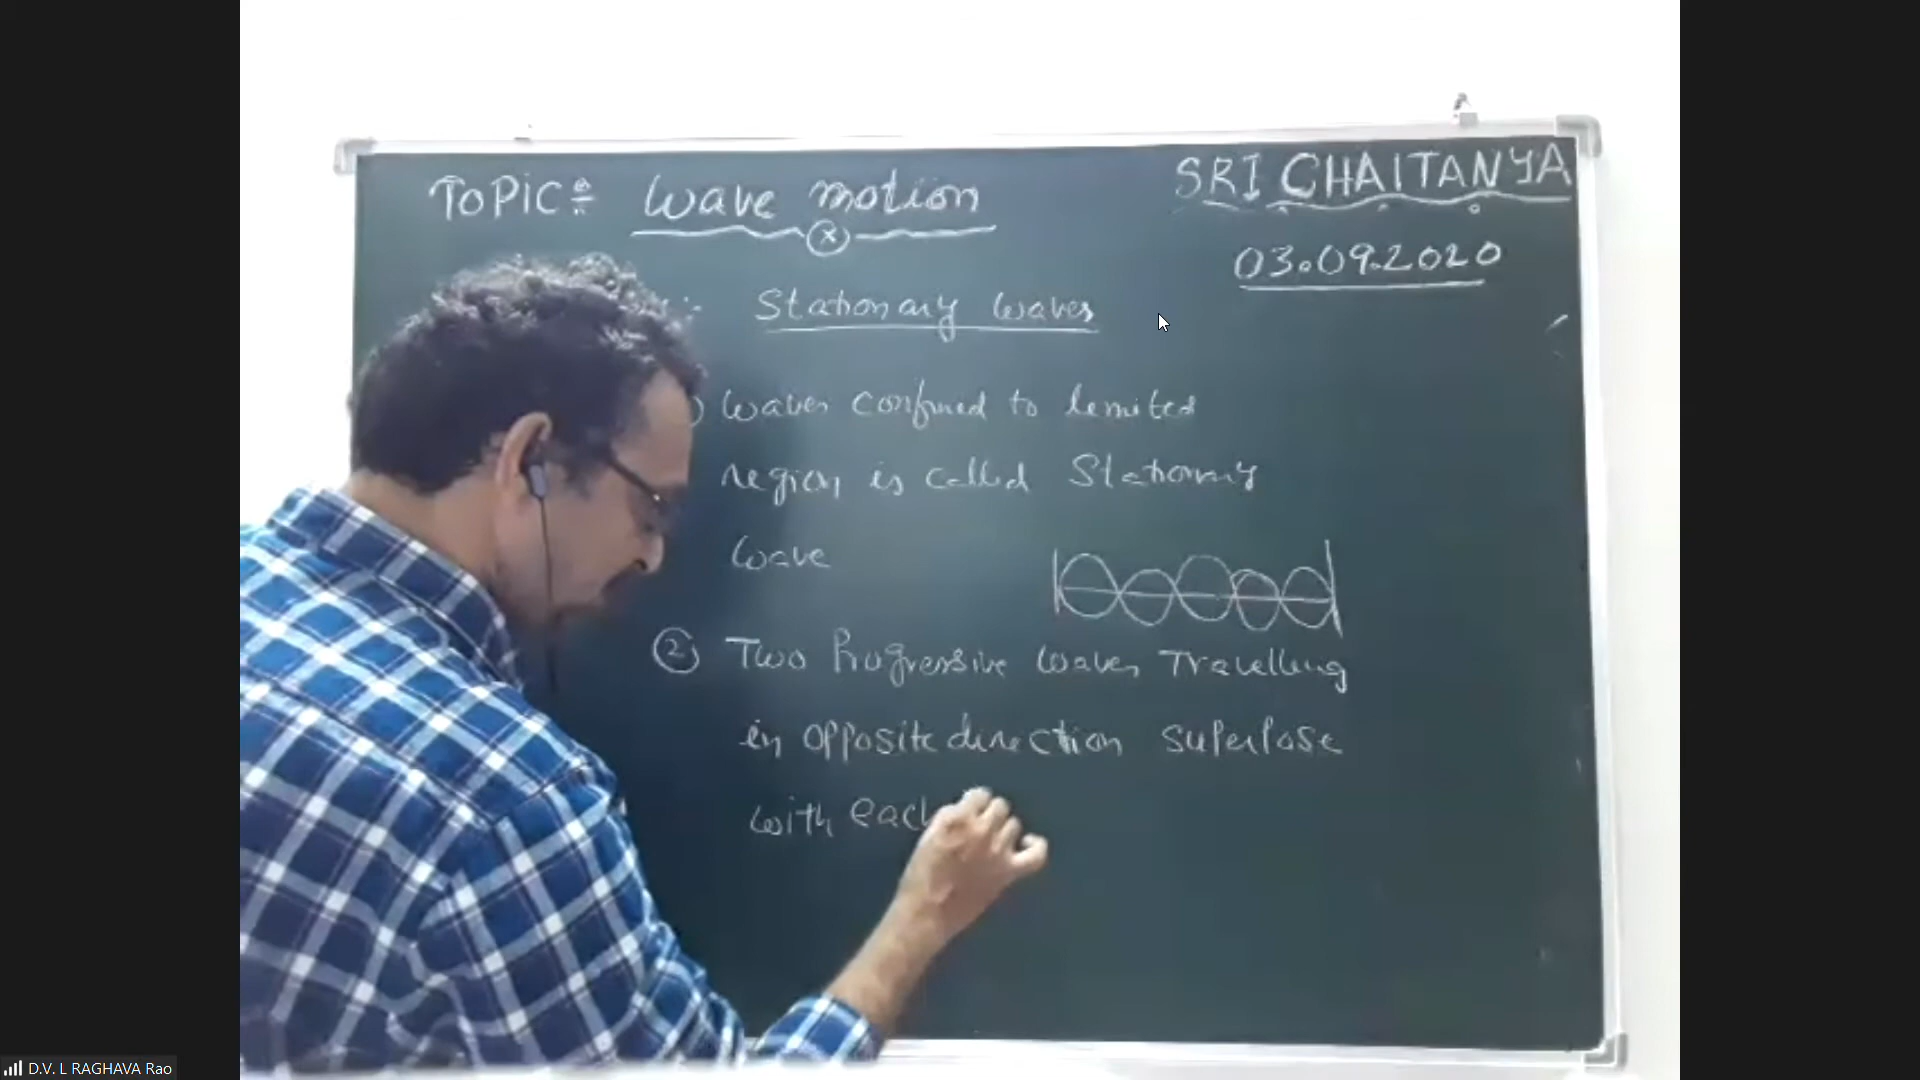 TOPIC:- Wave motion
SRI CHAITANYA
03.09.2020
Stationary Waves
Waves confined to limited
region is called Stationary
Wave
② Two Progressive Waves Travelling
in opposite direction superpose
with each
D.V. L RAGHAVA Rao